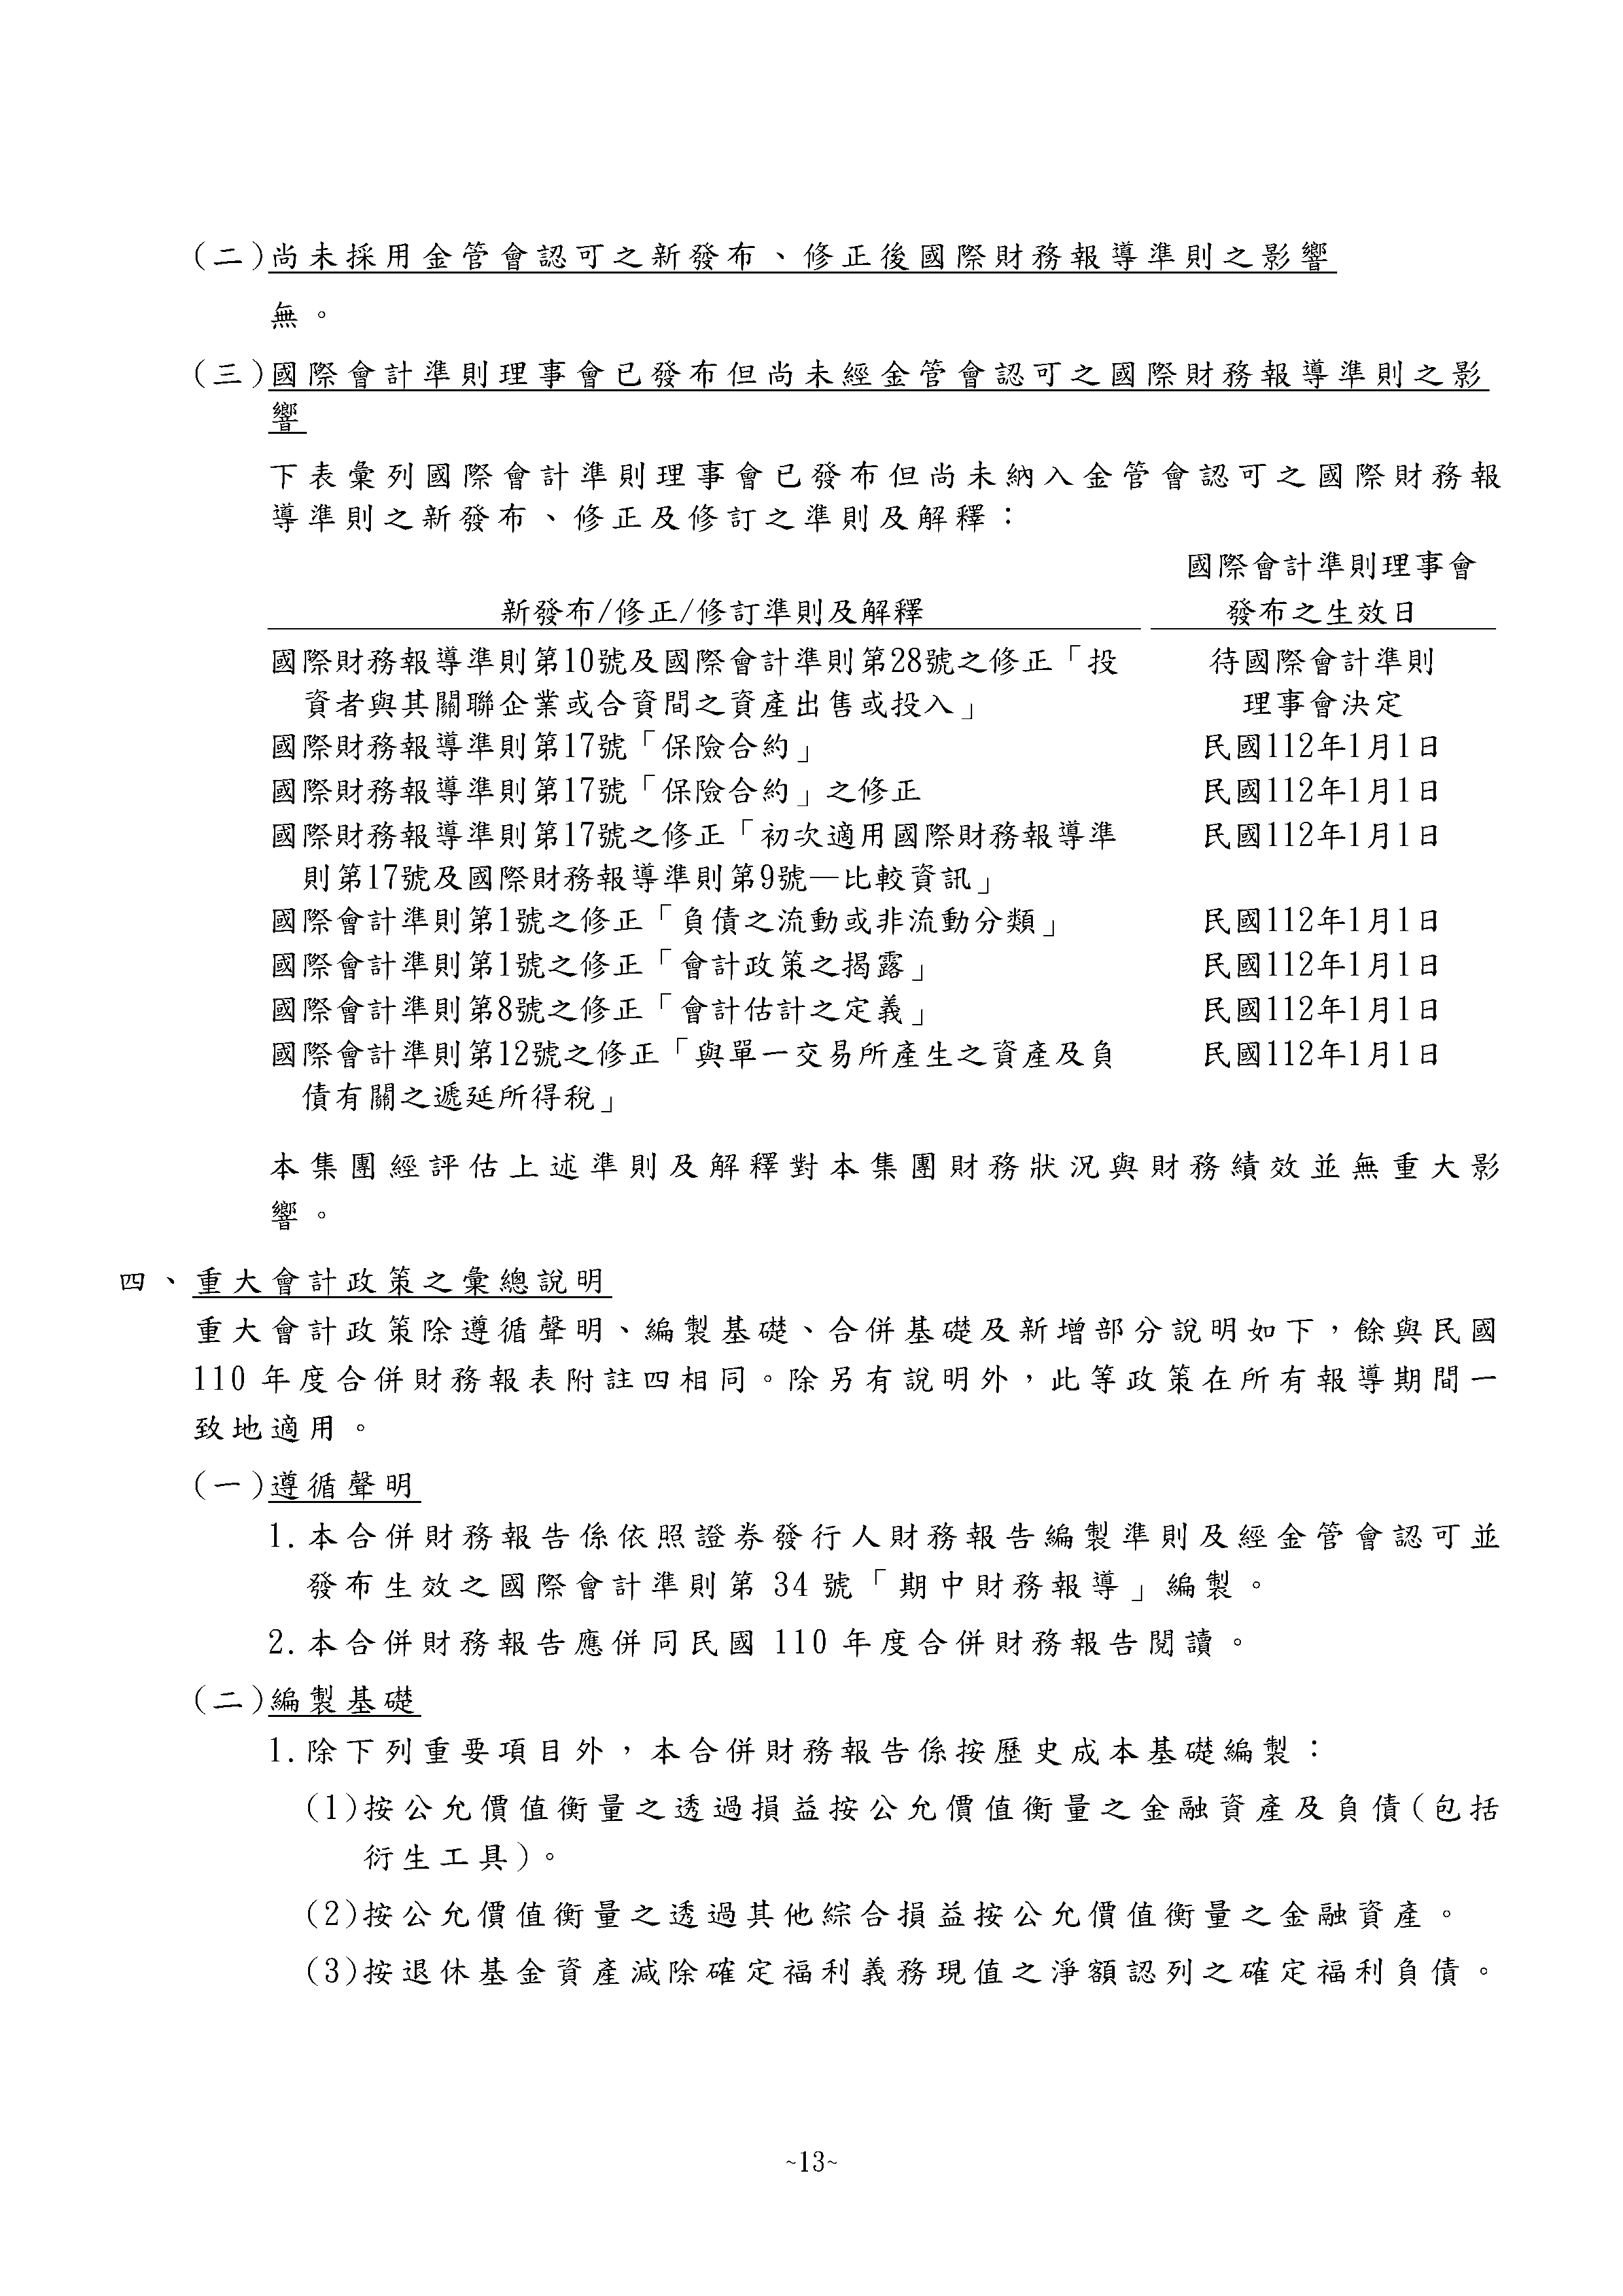 (二)尚未採用金管會認可之新發布、修正後國際財務報導準則之影響
無。
(三)國際會計準則理事會已發布但尚未經金管會認可之國際財務報導準則之影
響
下表彙列國際會計準則理事會已發布但尚未納入金管會認可之國際財務報
導準則之新發布、修正及修訂之準則及解釋：
國際會計準則理事會
新發布/修正/修訂準則及解釋 發布之生效日
國際財務報導準則第10號及國際會計準則第28號之修正「投 待國際會計準則
資者與其關聯企業或合資間之資產出售或投入」 理事會決定
國際財務報導準則第17號「保險合約」 民國112年1月1日
國際財務報導準則第17號「保險合約」之修正 民國112年1月1日
國際財務報導準則第17號之修正「初次適用國際財務報導準 民國112年1月1日
則第17號及國際財務報導準則第9號—比較資訊」
國際會計準則第1號之修正「負債之流動或非流動分類」 民國112年1月1日
國際會計準則第1號之修正「會計政策之揭露」 民國112年1月1日
國際會計準則第8號之修正「會計估計之定義」 民國112年1月1日
國際會計準則第12號之修正「與單一交易所產生之資產及負 民國112年1月1日
債有關之遞延所得稅」
本集團經評估上述準則及解釋對本集團財務狀況與財務績效並無重大影
響。
四、重大會計政策之彙總說明
重大會計政策除遵循聲明、編製基礎、合併基礎及新增部分說明如下，餘與民國
110 年度合併財務報表附註四相同。除另有說明外，此等政策在所有報導期間一
致地適用。
(一)遵循聲明
1.本合併財務報告係依照證券發行人財務報告編製準則及經金管會認可並
發布生效之國際會計準則第 34 號「期中財務報導」編製。
2.本合併財務報告應併同民國 110 年度合併財務報告閱讀。
(二)編製基礎
1.除下列重要項目外，本合併財務報告係按歷史成本基礎編製：
(1)按公允價值衡量之透過損益按公允價值衡量之金融資產及負債(包括
衍生工具)。
(2)按公允價值衡量之透過其他綜合損益按公允價值衡量之金融資產。
(3)按退休基金資產減除確定福利義務現值之淨額認列之確定福利負債。
~13~